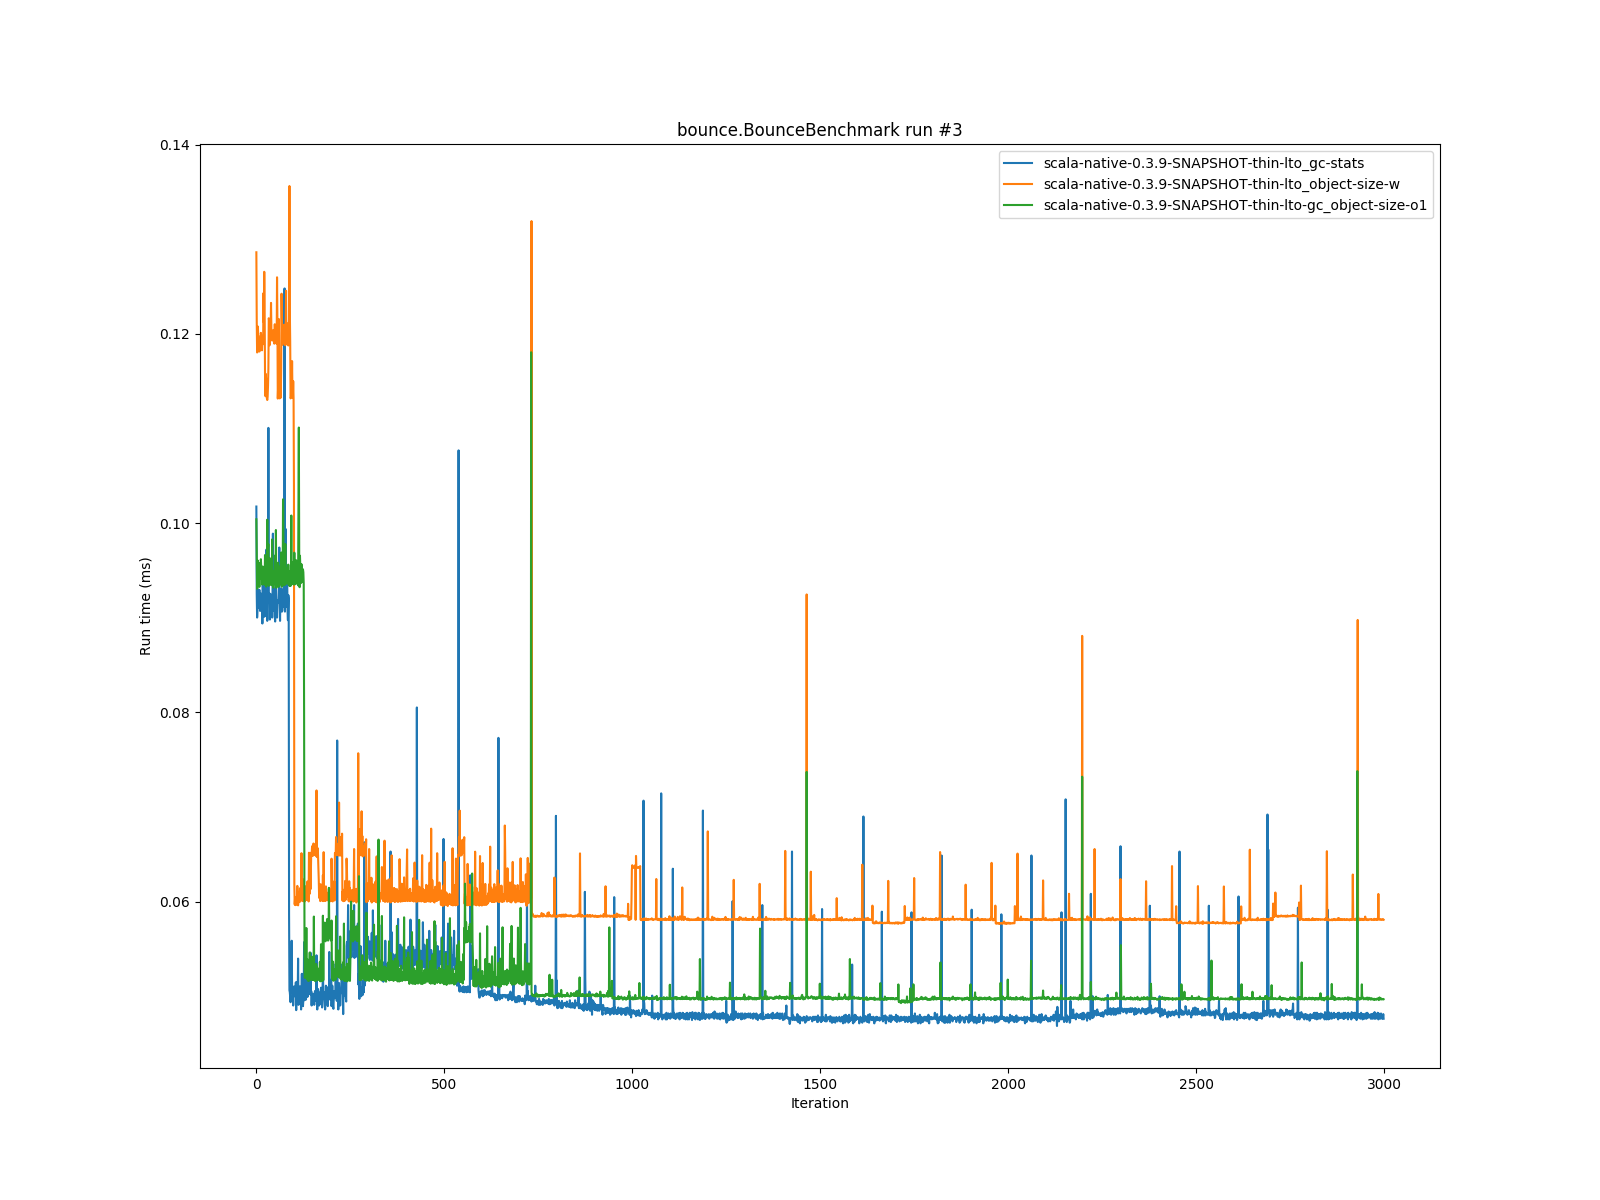 bounce.BounceBenchmark run #3
scala-native-0.3.9-SNAPSHOT-thin-lto_gc-stats
scala-native-0.3.9-SNAPSHOT-thin-lto_object-size-w
scala-native-0.3.9-SNAPSHOT-thin-lto-gc_object-size-o1
Run time (ms)
0.14
0.12
0.10
0.08
0.06
0 500 1000 1500 2000 2500 3000
Iteration